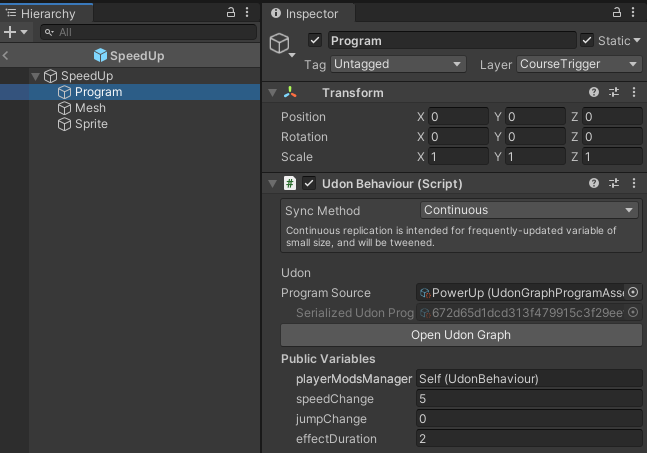 Hierarchy
All
SpeedUp
SpeedUp
Program
Mesh
Sprite
Inspector
Program
Static
Tag Untagged Layer CourseTrigger
Transform
Position X 0 Y 0 Z 0
Rotation X 0 Y 0 Z 0
Scale X 1 Y 1 Z 1
Udon Behaviour (Script)
Sync Method Continuous
Continuous replication is intended for frequently-updated variable of
small size, and will be tweened.
Udon
Program Source PowerUp (UdonGraphProgramAsse
Serialized Udon Prog 672d65d1dcd313f479915c3f29ee
Open Udon Graph
Public Variables
playerModsManager Self (UdonBehaviour)
speedChange 5
jumpChange 0
effectDuration 2